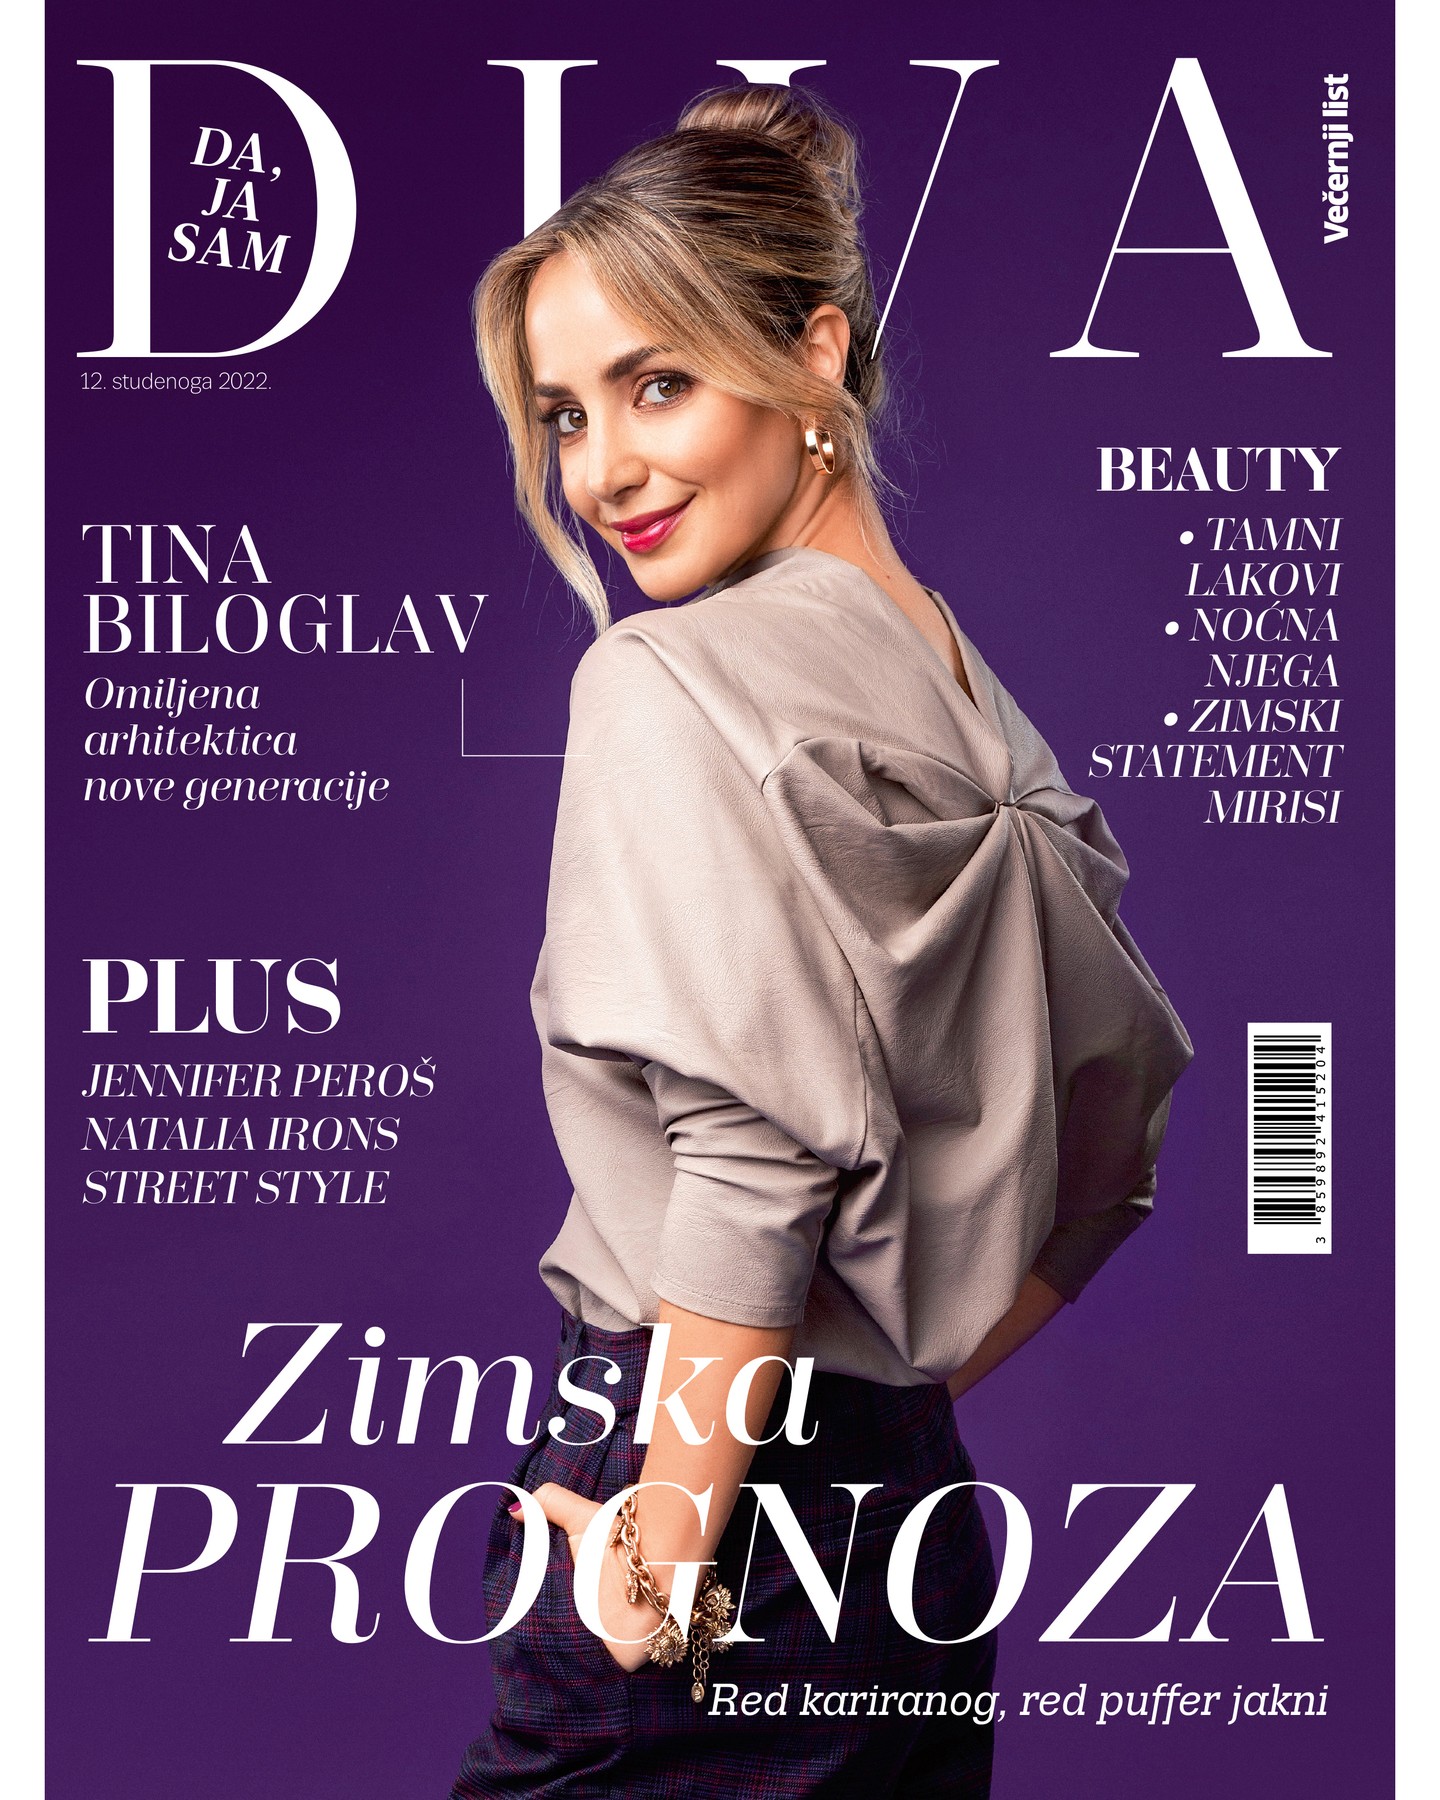 DIVA
DA,
JA
SAM
Večernji list
12. studenoga 2022.
TINA
BILOGLAV
Omiljena
arhitektica
nove generacije
BEAUTY
• TAMNI
LAKOVI
• NOĆNA
NJEGA
• ZIMSKI
STATEMENT
MIRISI
PLUS
JENNIFER PEROŠ
NATALIA IRONS
STREET STYLE
3 859892 415204
Zimska
PROGNOZA
Red kariranog, red puffer jakni